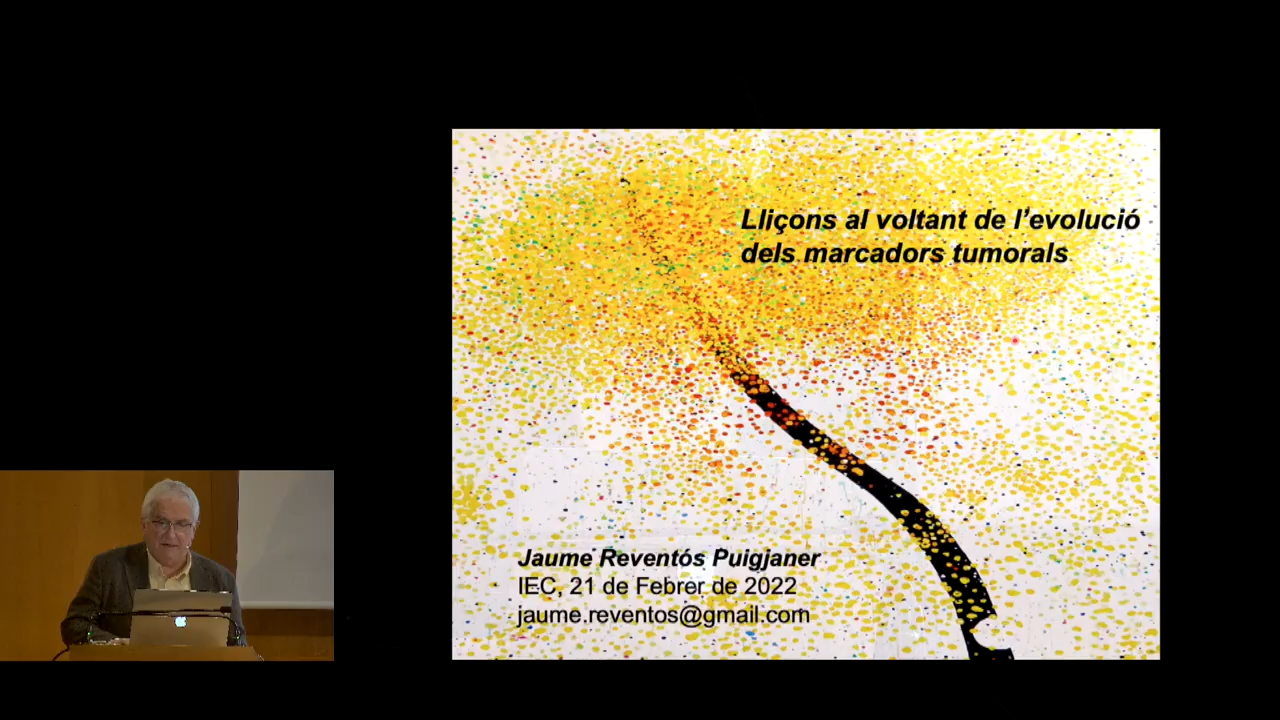 Lliçons al voltant de l'evolució
dels marcadors tumorals
Jaume Reventós Puigjaner
IEC, 21 de Febrer de 2022
jaume.reventos@gmail.com